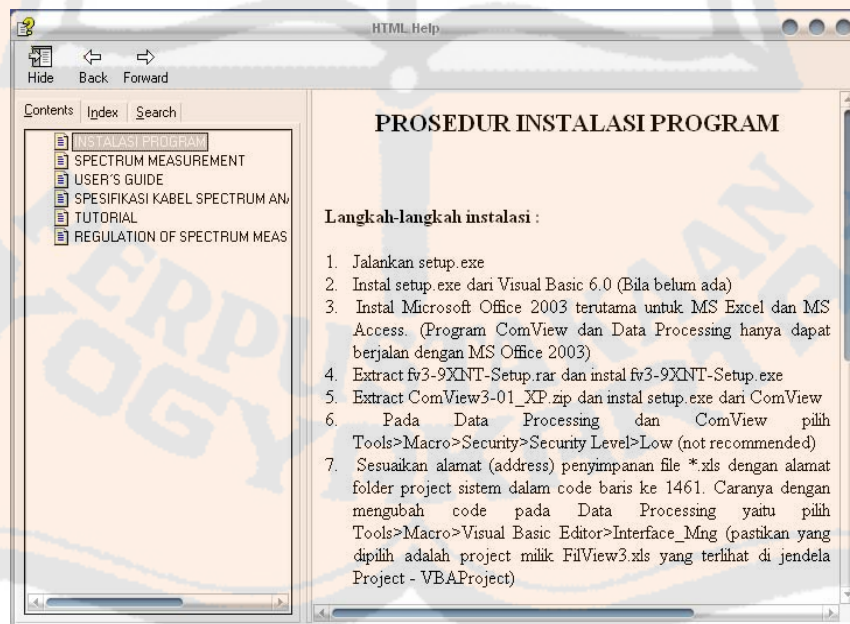 HTML Help
Hide Back Forward
Contents Index Search
INSTALASI PROGRAM
SPECTRUM MEASUREMENT
USER'S GUIDE
SPESIFIKASI KABEL SPECTRUM AN
TUTORIAL
REGULATION OF SPECTRUM MEAS
PROSEDUR INSTALASI PROGRAM
Langkah-langkah instalasi :
1. Jalankan setup.exe
2. Instal setup.exe dari Visual Basic 6.0 (Bila belum ada)
3. Instal Microsoft Office 2003 terutama untuk MS Excel dan MS
Access. (Program ComView dan Data Processing hanya dapat
berjalan dengan MS Office 2003)
4. Extract fv3-9XNT-Setup.rar dan instal fv3-9XNT-Setup.exe
5. Extract ComView3-01_XP.zip dan instal setup.exe dari ComView
6. Pada Data Processing dan ComView pilih
Tools>Macro>Security>Security Level>Low (not recommended)
7. Sesuaikan alamat (address) penyimpanan file *.xls dengan alamat
folder project sistem dalam code baris ke 1461. Caranya dengan
mengubah code pada Data Processing yaitu pilih
Tools>Macro>Visual Basic Editor>Interface_Mng (pastikan yang
dipilih adalah project milik FilView3.xls yang terlihat di jendela
Project - VBAProject)
PERPUSTAKAAN
YOGYAKARTA